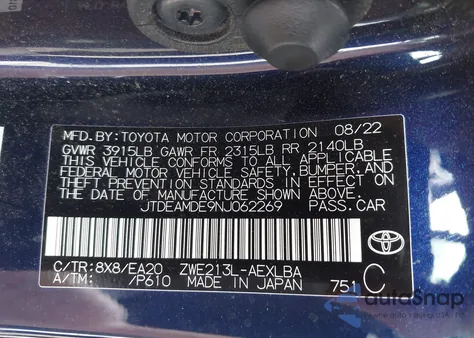 MFD. BY: TOYOTA MOTOR CORPORATION 08/22
GVWR 3915LB GAWR FR 2315LB RR 2140LB
THIS VEHICLE CONFORMS TO ALL APPLICABLE
FEDERAL MOTOR VEHICLE SAFETY, BUMPER, AND
THEFT PREVENTION STANDARDS IN EFFECT ON
THE DATE OF MANUFACTURE SHOWN ABOVE.
JTDEAMDE9NJ062269 PASS.CAR
C/TR:8X8/EA20 ZWE213L-AEXLBA
A/TM: /P610 MADE IN JAPAN 751 C
autoSnap